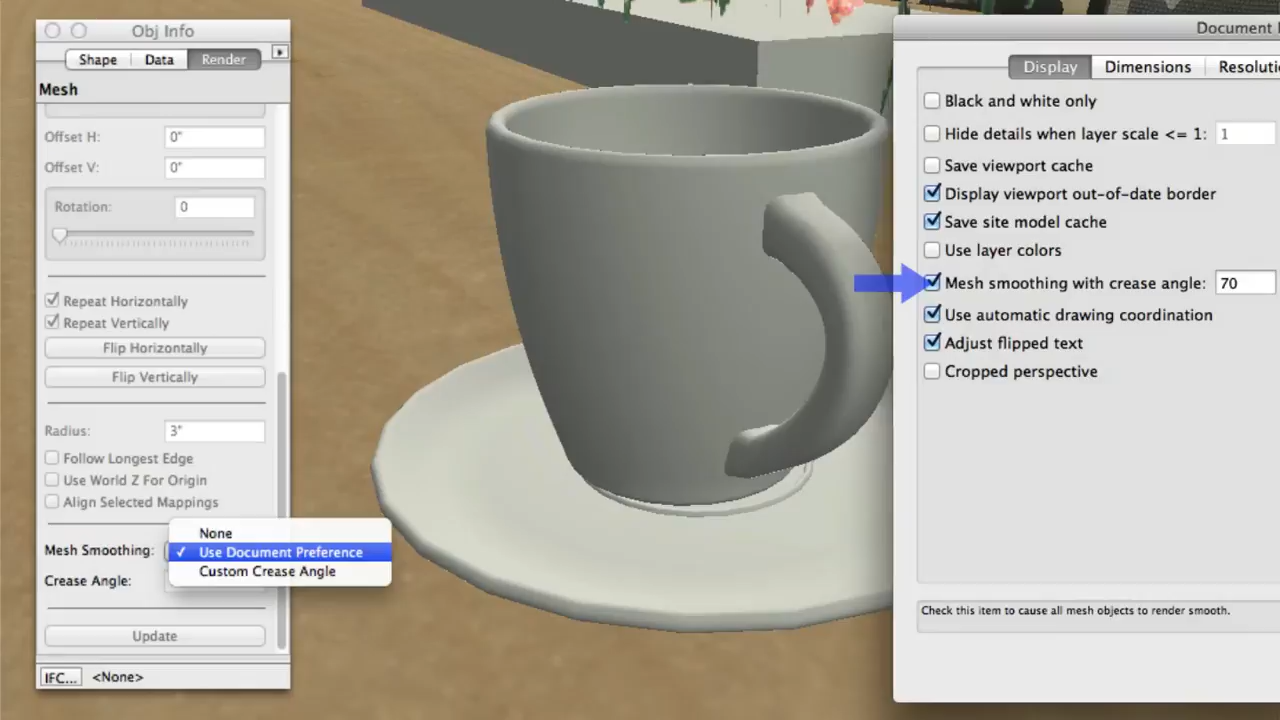 Obj Info
Shape Data Render
Mesh
Offset H: 0"
Offset V: 0"
Rotation: 0
Repeat Horizontally
Repeat Vertically
Flip Horizontally
Flip Vertically
Radius: 3"
Follow Longest Edge
Use World Z For Origin
Align Selected Mappings
Mesh Smoothing:
None
✓ Use Document Preference
Custom Crease Angle
Crease Angle:
Update
IFC... <None>
Document
Display Dimensions Resoluti
Black and white only
Hide details when layer scale <= 1: 1
Save viewport cache
Display viewport out-of-date border
Save site model cache
Use layer colors
Mesh smoothing with crease angle: 70
Use automatic drawing coordination
Adjust flipped text
Cropped perspective
Check this item to cause all mesh objects to render smooth.